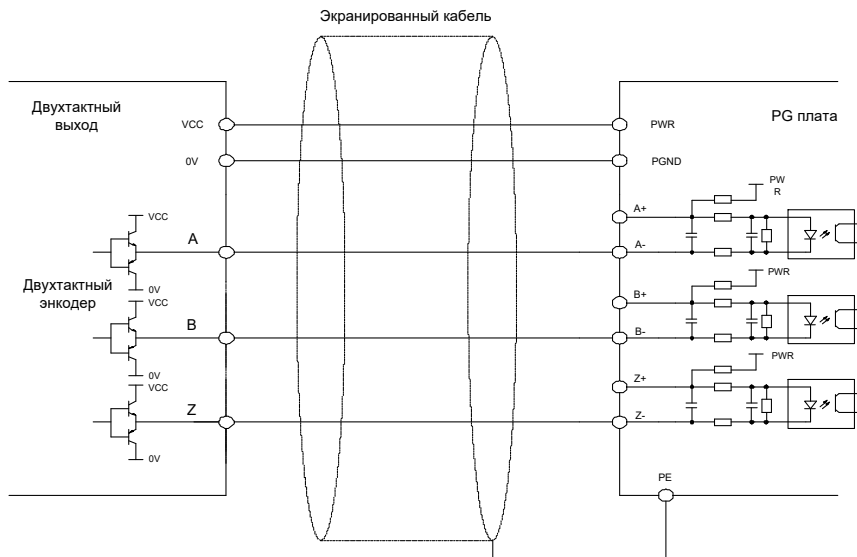 Экранированный кабель
Двухтактный
выход
VCC
PWR
PG плата
0V
PGND
PW
R
A+
VCC
A
A-
0V
Двухтактный
энкодер
VCC
PWR
B+
B
B-
0V
VCC
PWR
Z+
Z
Z-
0V
PE